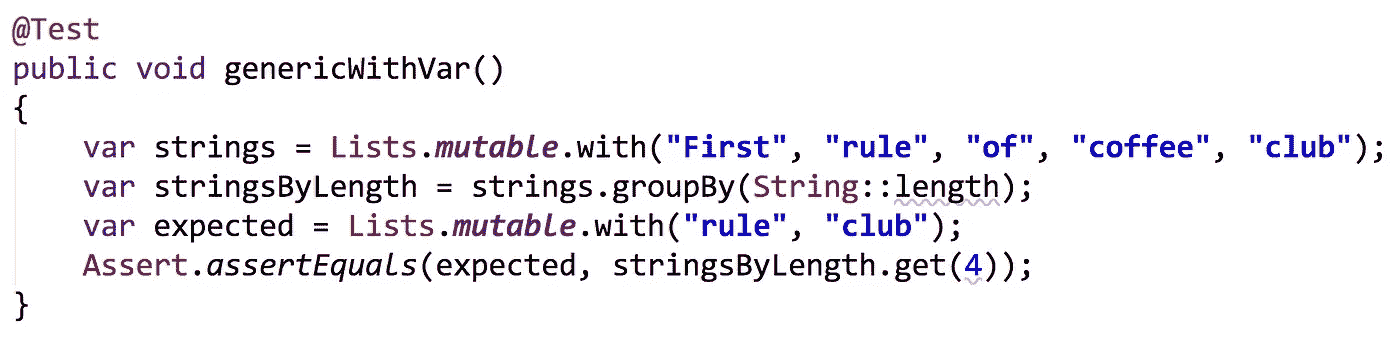 @Test
public void genericWithVar()
{
    var strings = Lists.mutable.with("First", "rule", "of", "coffee", "club");
    var stringsByLength = strings.groupBy(String::length);
    var expected = Lists.mutable.with("rule", "club");
    Assert.assertEquals(expected, stringsByLength.get(4));
}